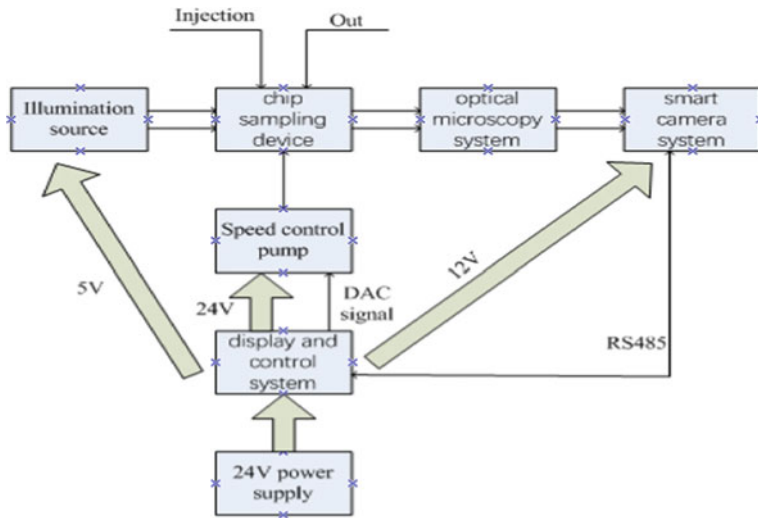 Injection
Out
Illumination
source
chip
sampling
device
optical
microscopy
system
smart
camera
system
Speed control
pump
5V
24V
DAC
signal
12V
RS485
display and
control
system
24V power
supply